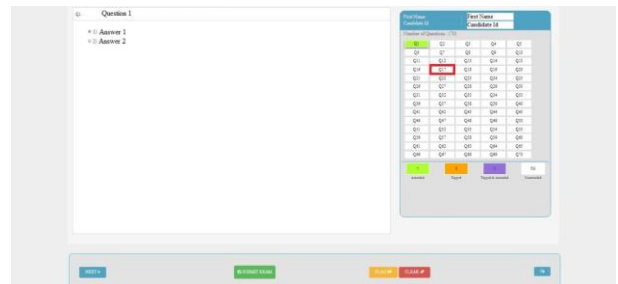 Question 1
Answer 1
Answer 2
First Name First Name
Candidate Id Candidate Id
Number of Questions :
Q1 Q2 Q3 Q4 Q5
Q6 Q7 Q8 Q9 Q10
Q11 Q12 Q13 Q14 Q15
Q16 Q17 Q18 Q19 Q20
Q21 Q22 Q23 Q24 Q25
Q26 Q27 Q28 Q29 Q30
Q31 Q32 Q33 Q34 Q35
Q36 Q37 Q38 Q39 Q40
Q41 Q42 Q43 Q44 Q45
Q46 Q47 Q48 Q49 Q50
Q51 Q52 Q53 Q54 Q55
Q56 Q57 Q58 Q59 Q60
Q61 Q62 Q63 Q64 Q65
Q66 Q67 Q68 Q69 Q70
Tagged
NEXT
SUBMIT EXAM
CLEAR